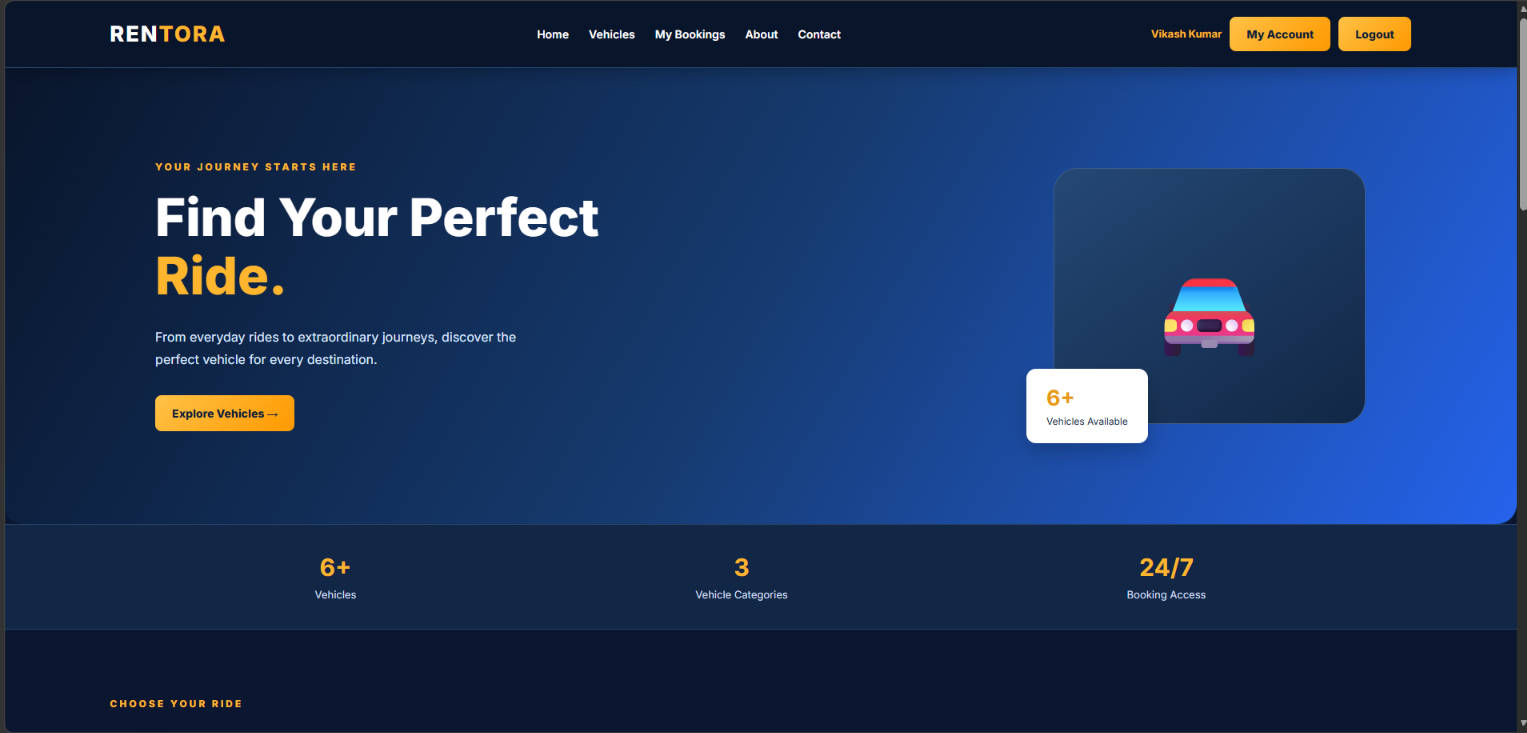 RENTORA
Home Vehicles My Bookings About Contact
Vikash Kumar My Account Logout
YOUR JOURNEY STARTS HERE
Find Your Perfect
Ride.
From everyday rides to extraordinary journeys, discover the
perfect vehicle for every destination.
Explore Vehicles →
6+
Vehicles Available
6+
Vehicles
3
Vehicle Categories
24/7
Booking Access
CHOOSE YOUR RIDE